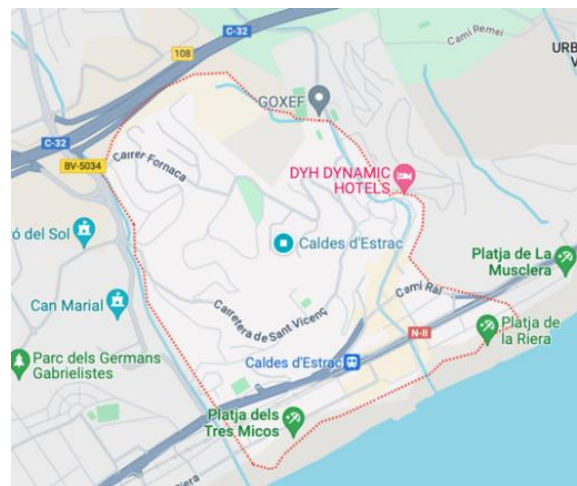 C-32
108
Camí Remei
URB
V
GOXEF
C-32
BV-5034
Carrer Fornaca
DYH DYNAMIC
HOTELS
ó del Sol
Caldes d'Estrac
Platja de La
Musclera
Can Marial
Camí Ral
Carretera de Sant Vicenç
N-II
Platja de
la Riera
Parc dels Germans
Gabrielistes
Caldes d'Estrac
Platja dels
Tres Micos
Riera